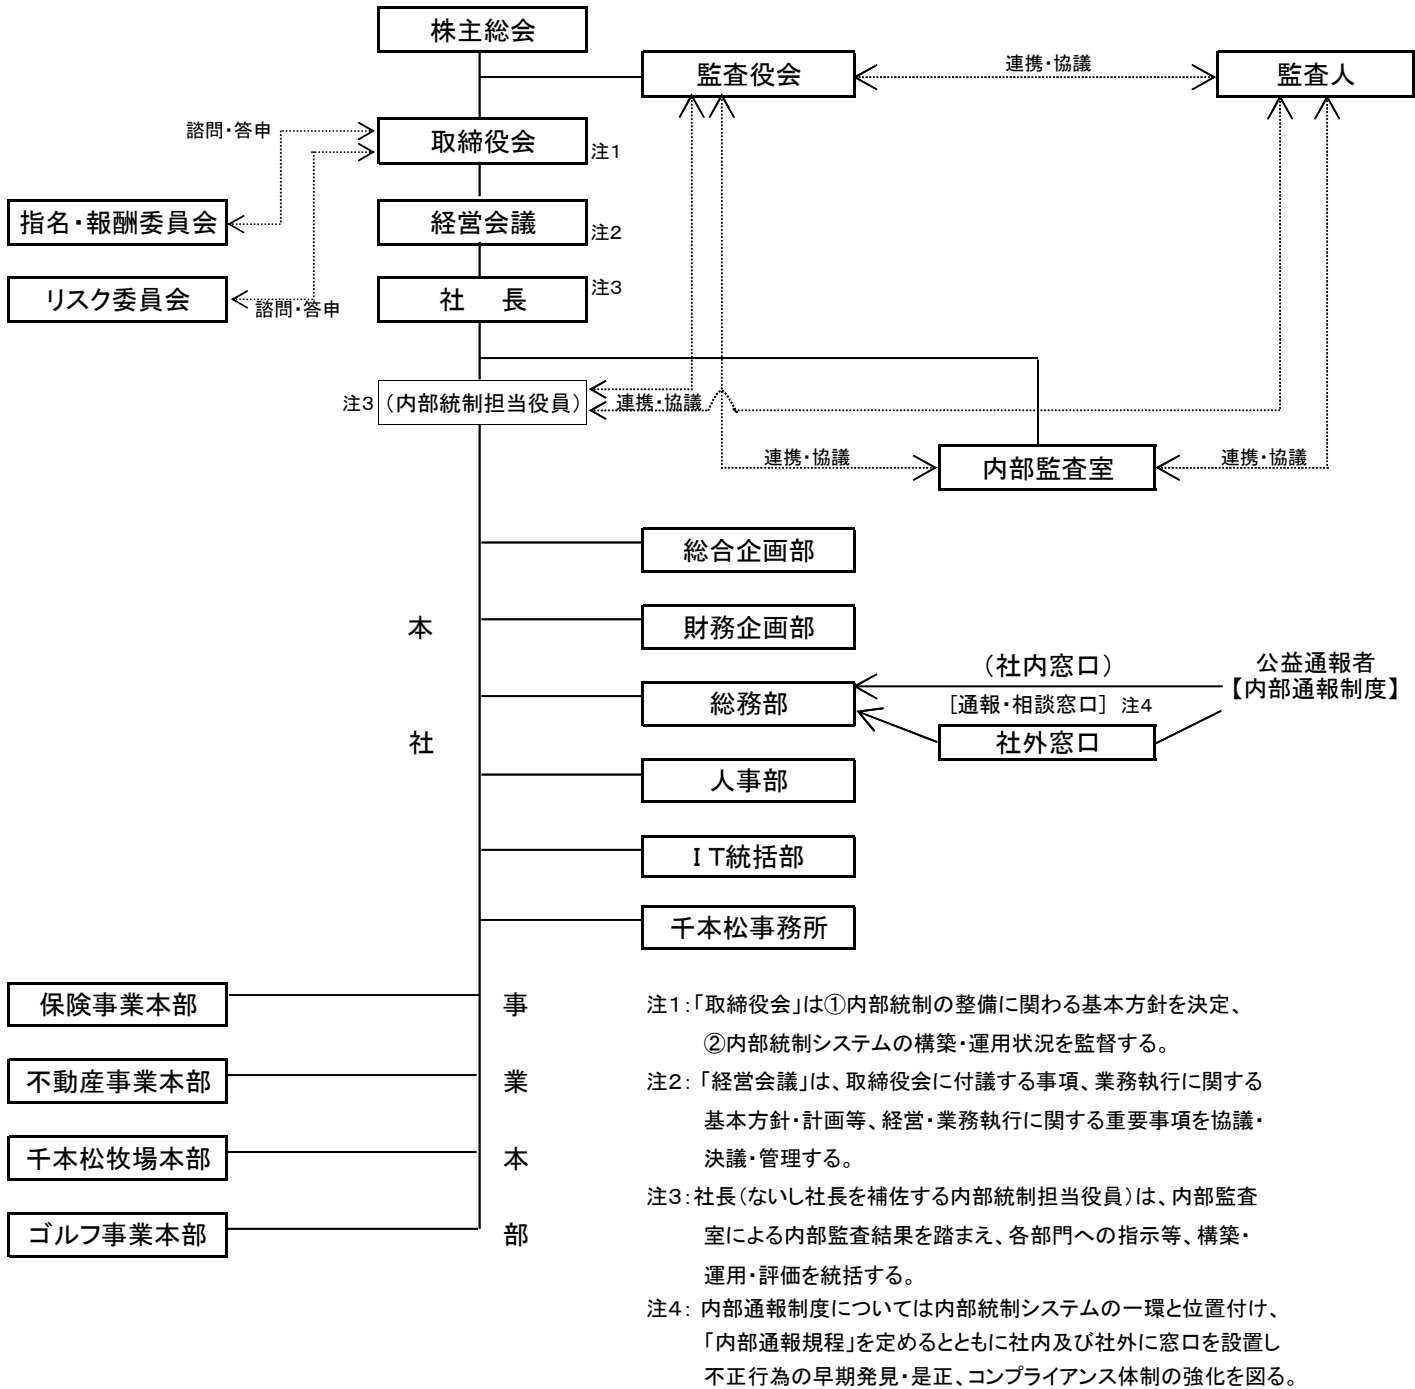 株主総会
監査役会
連携・協議
監査人
諮問・答申
取締役会
注1
指名・報酬委員会
経営会議
注2
リスク委員会
諮問・答申
社　長
注3
注3
（内部統制担当役員）
連携・協議
連携・協議
内部監査室
連携・協議
総合企画部
本
社
財務企画部
（社内窓口）
公益通報者
【内部通報制度】
総務部
［通報・相談窓口］ 注4
社外窓口
人事部
ＩＴ統括部
千本松事務所
保険事業本部
不動産事業本部
千本松牧場本部
ゴルフ事業本部
事
業
本
部
注1：「取締役会」は①内部統制の整備に関わる基本方針を決定、
②内部統制システムの構築・運用状況を監督する。
注2：「経営会議」は、取締役会に付議する事項、業務執行に関する
基本方針・計画等、経営・業務執行に関する重要事項を協議・
決議・管理する。
注3：社長（ないし社長を補佐する内部統制担当役員）は、内部監査
室による内部監査結果を踏まえ、各部門への指示等、構築・
運用・評価を統括する。
注4：内部通報制度については内部統制システムの一環と位置付け、
「内部通報規程」を定めるとともに社内及び社外に窓口を設置し
不正行為の早期発見・是正、コンプライアンス体制の強化を図る。